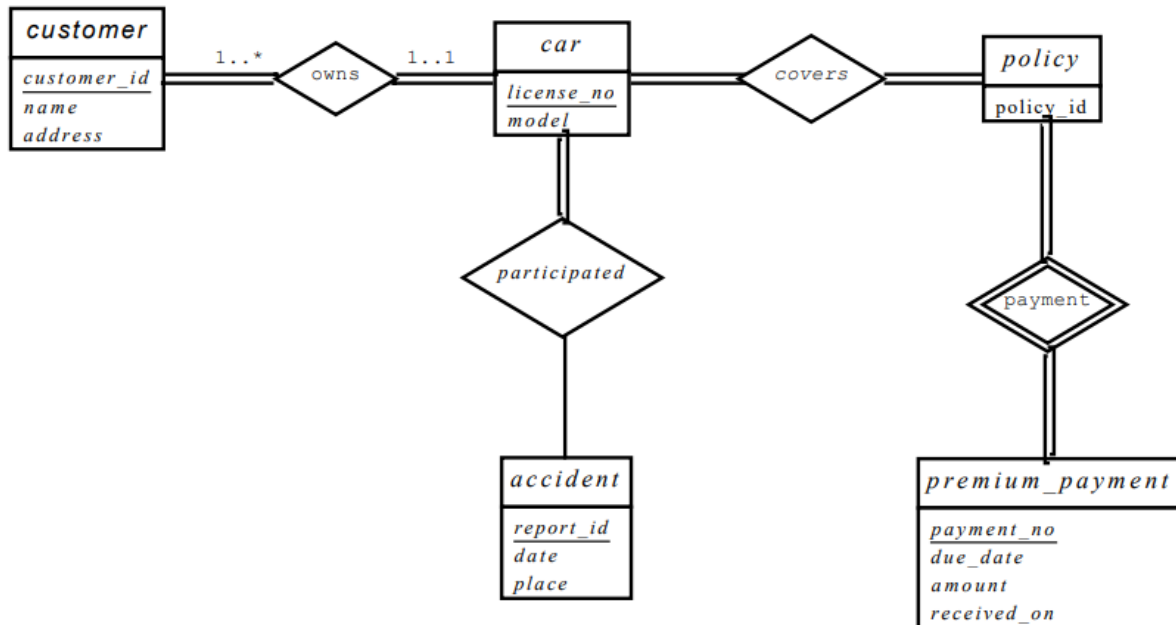 customer
customer_id
name
address
1..*
owns
1..1
car
license_no
model
covers
policy
policy_id
participated
payment
accident
report_id
date
place
premium_payment
payment_no
due_date
amount
received_on